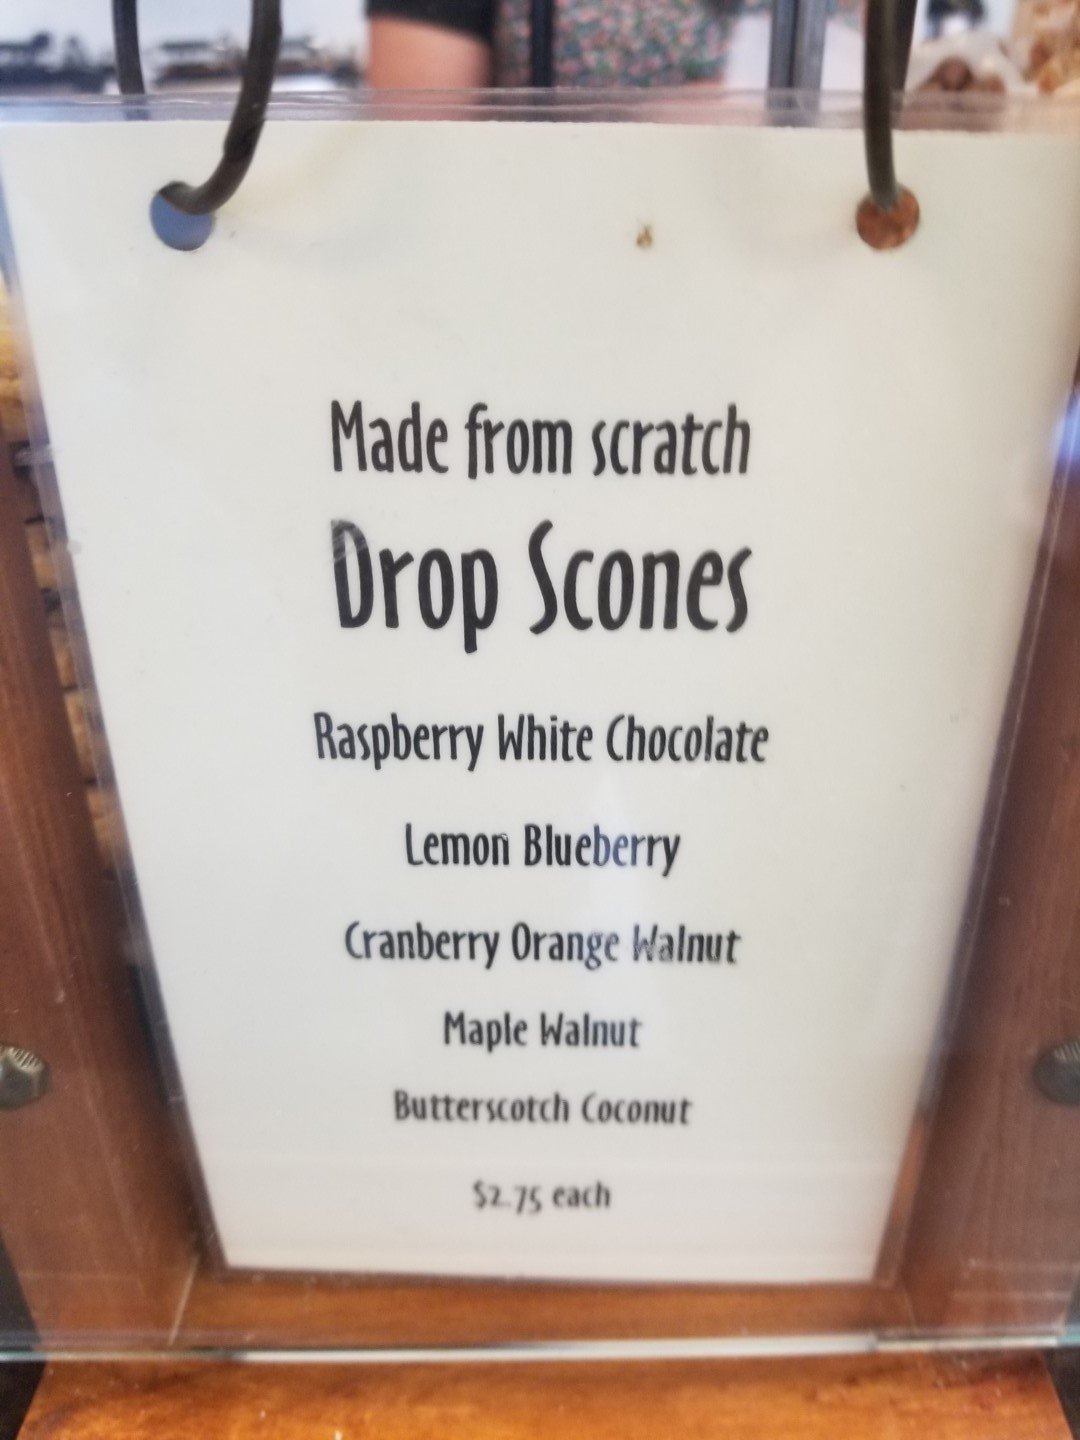 Made from scratch
Drop Scones
Raspberry White Chocolate
Lemon Blueberry
Cranberry Orange Walnut
Maple Walnut
Butterscotch Coconut
$2.75 each